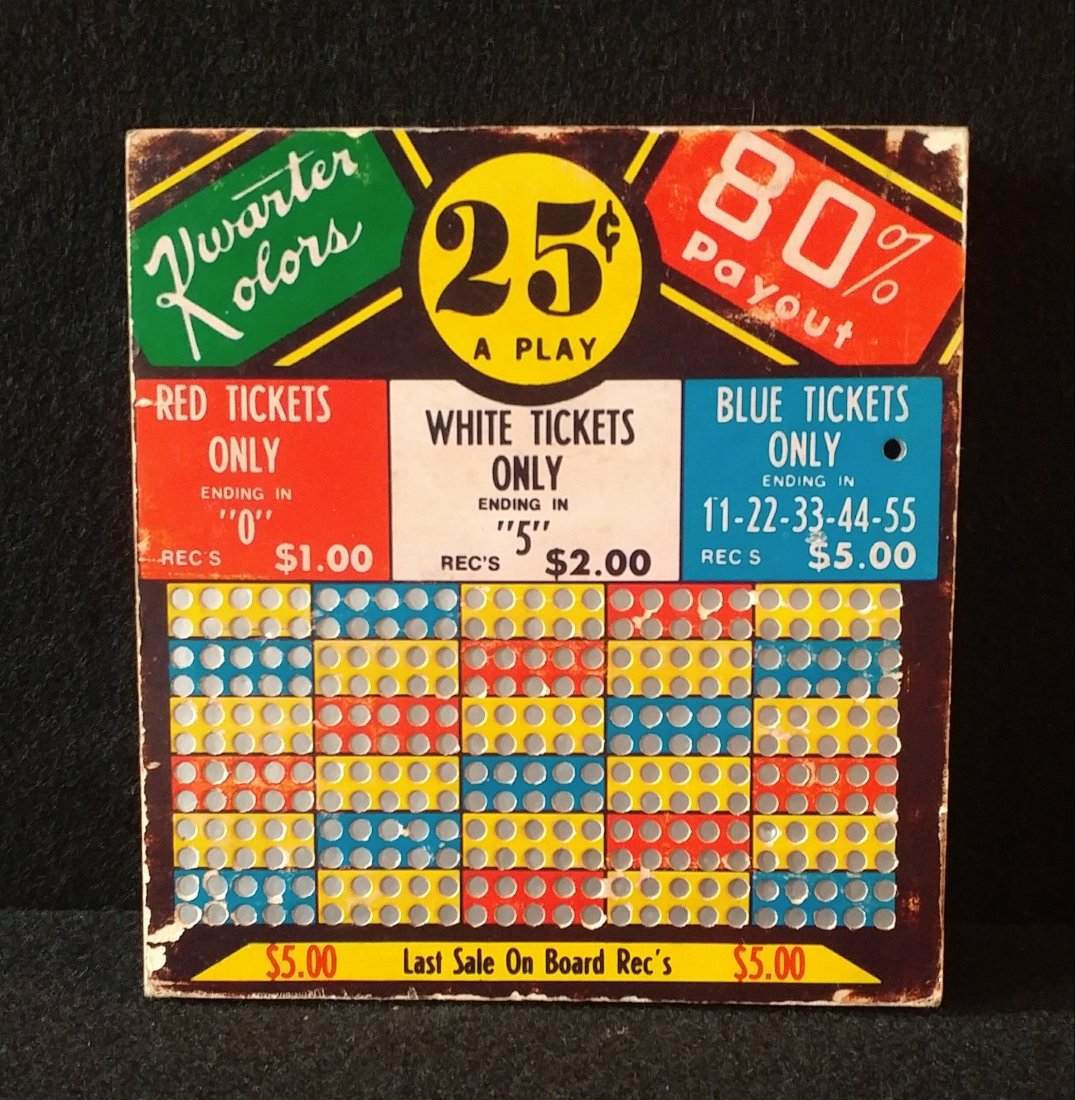 Kwarter
Kolors
25¢
A PLAY
80%
Payout
RED TICKETS
ONLY
ENDING IN
"0"
REC'S $1.00
WHITE TICKETS
ONLY
ENDING IN
"5"
REC'S $2.00
BLUE TICKETS
ONLY
ENDING IN
11-22-33-44-55
REC S $5.00
$5.00 Last Sale On Board Rec's $5.00